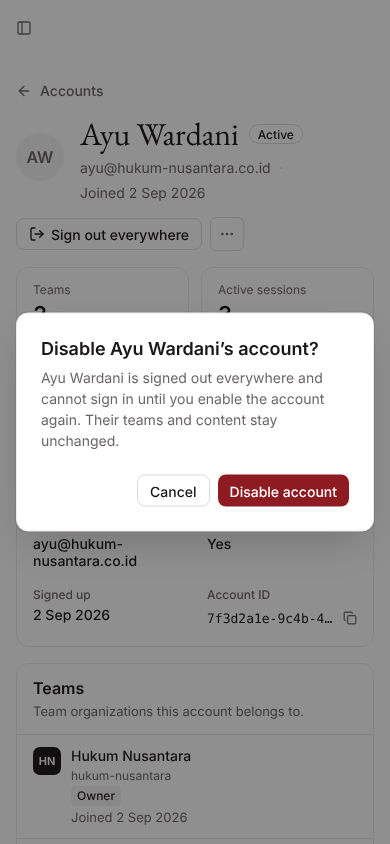 Accounts
AW
Ayu Wardani
Active
ayu@hukum-nusantara.co.id ·
Joined 2 Sep 2026
Sign out everywhere
Teams
Active sessions
Disable Ayu Wardani’s account?
Ayu Wardani is signed out everywhere and
cannot sign in until you enable the account
again. Their teams and content stay
unchanged.
Cancel
Disable account
ayu@hukum-
nusantara.co.id
Yes
Signed up
2 Sep 2026
Account ID
7f3d2a1e-9c4b-4…
Teams
Team organizations this account belongs to.
HN
Hukum Nusantara
hukum-nusantara
Owner
Joined 2 Sep 2026